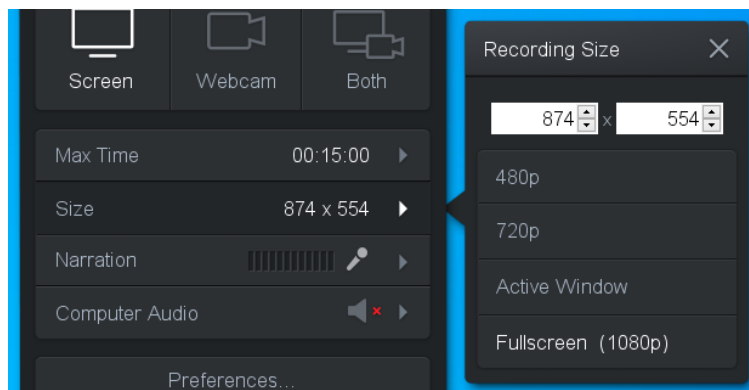 Screen Webcam Both
Max Time 00:15:00
Size 874 x 554
Narration
Computer Audio
Preferences...
Recording Size
874 x 554
480p
720p
Active Window
Fullscreen (1080p)